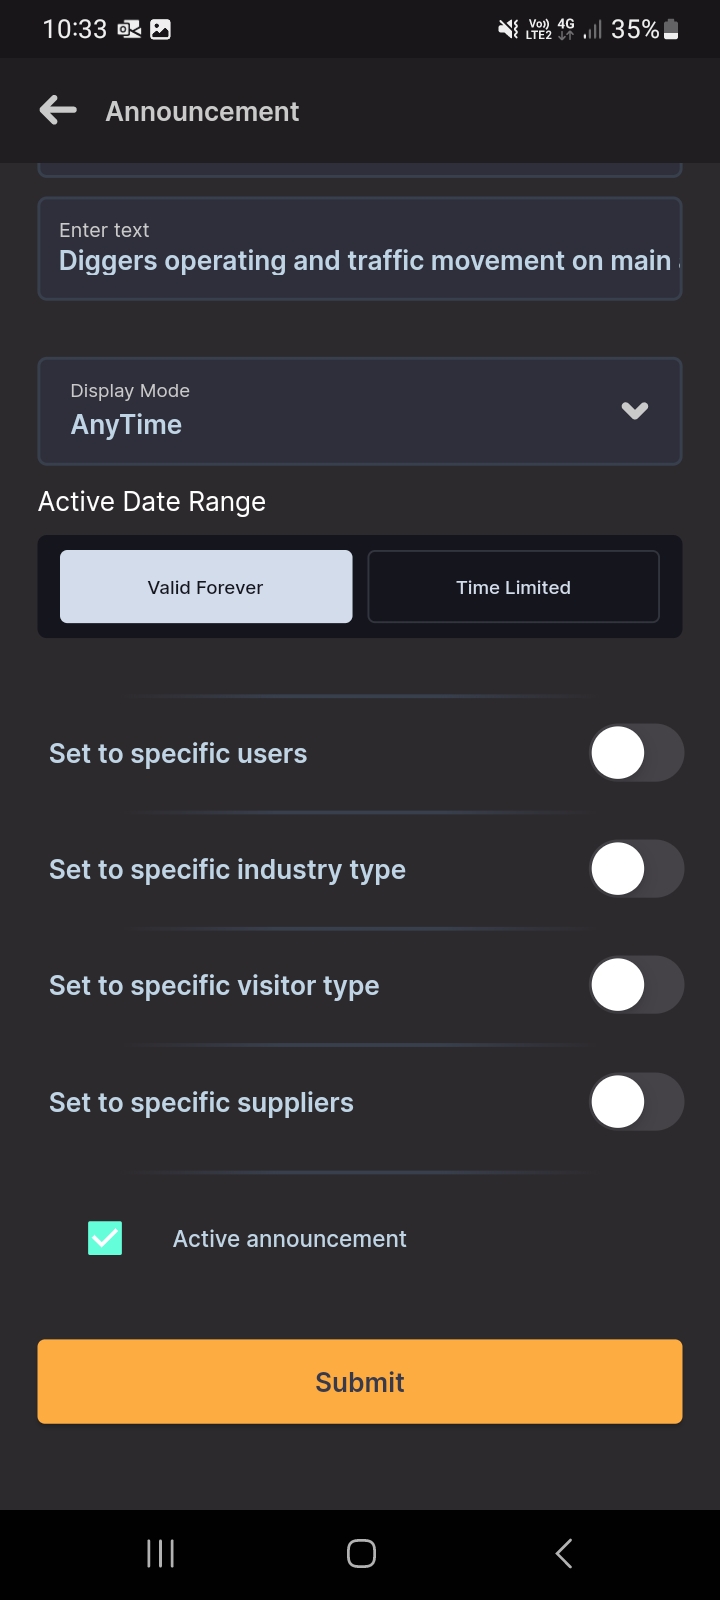 10:33
Vo))
LTE2
4G
35%
Announcement
Enter text
Diggers operating and traffic movement on main
Display Mode
AnyTime
Active Date Range
Valid Forever
Time Limited
Set to specific users
Set to specific industry type
Set to specific visitor type
Set to specific suppliers
Active announcement
Submit